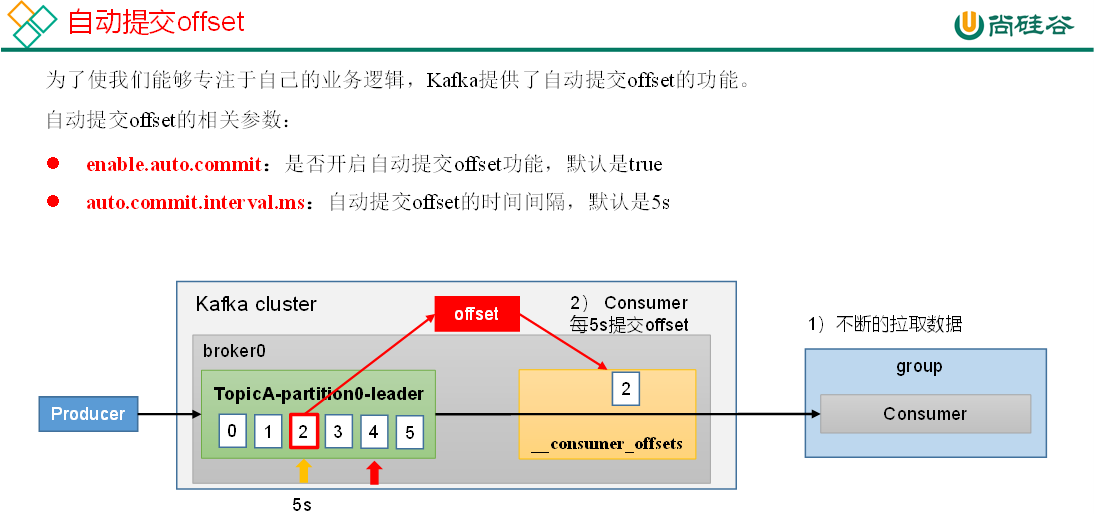 自动提交offset
尚硅谷
为了使我们能够专注于自己的业务逻辑，Kafka提供了自动提交offset的功能。
自动提交offset的相关参数：
enable.auto.commit：是否开启自动提交offset功能，默认是true
auto.commit.interval.ms：自动提交offset的时间间隔，默认是5s
Kafka cluster
offset
2） Consumer
每5s提交offset
1）不断的拉取数据
broker0
group
TopicA-partition0-leader
2
Producer
Consumer
0 1 2 3 4 5
__consumer_offsets
5s